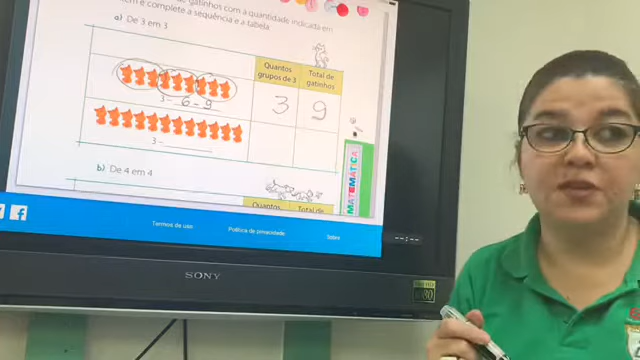 gatinhos com a quantidade indicada em
e complete a sequência e a tabela.
a) De 3 em 3
Quantos
grupos de 3
Total de
gatinhos
3 - 6 - 9
3
9
3 -
b) De 4 em 4
Quantos
Total de
MATEMÁTICA
Termos de uso
Política de privacidade
Sobre
SONY